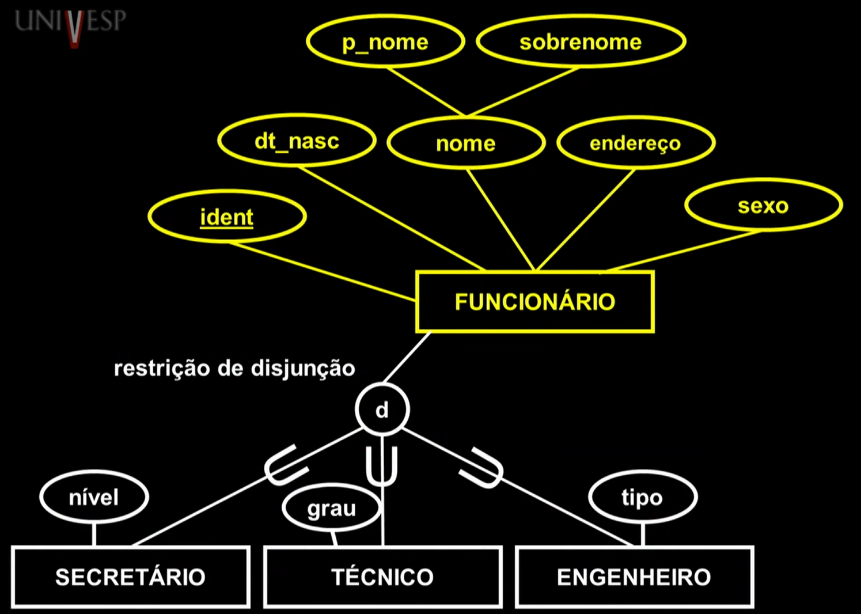 UNIVESP
p_nome
sobrenome
dt_nasc
nome
endereço
ident
sexo
FUNCIONÁRIO
restrição de disjunção
d
nível
grau
tipo
SECRETÁRIO
TÉCNICO
ENGENHEIRO